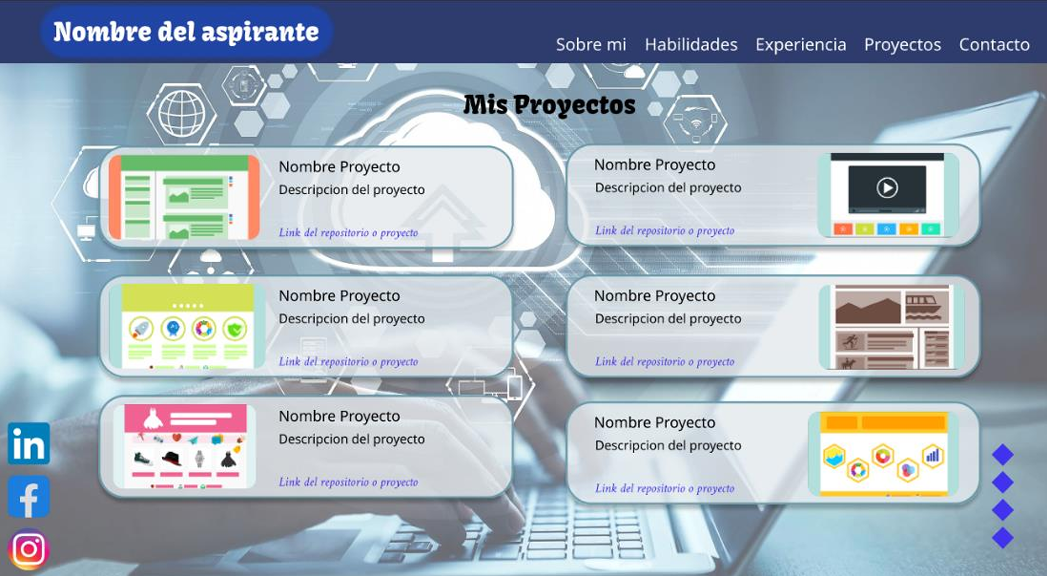 Nombre del aspirante
Sobre mi Habilidades Experiencia Proyectos Contacto
Mis Proyectos
Nombre Proyecto
Descripcion del proyecto
Link del repositorio o proyecto
Nombre Proyecto
Descripcion del proyecto
Link del repositorio o proyecto
Nombre Proyecto
Descripcion del proyecto
Link del repositorio o proyecto
Nombre Proyecto
Descripcion del proyecto
Link del repositorio o proyecto
Nombre Proyecto
Descripcion del proyecto
Link del repositorio o proyecto
Nombre Proyecto
Descripcion del proyecto
Link del repositorio o proyecto
in
f